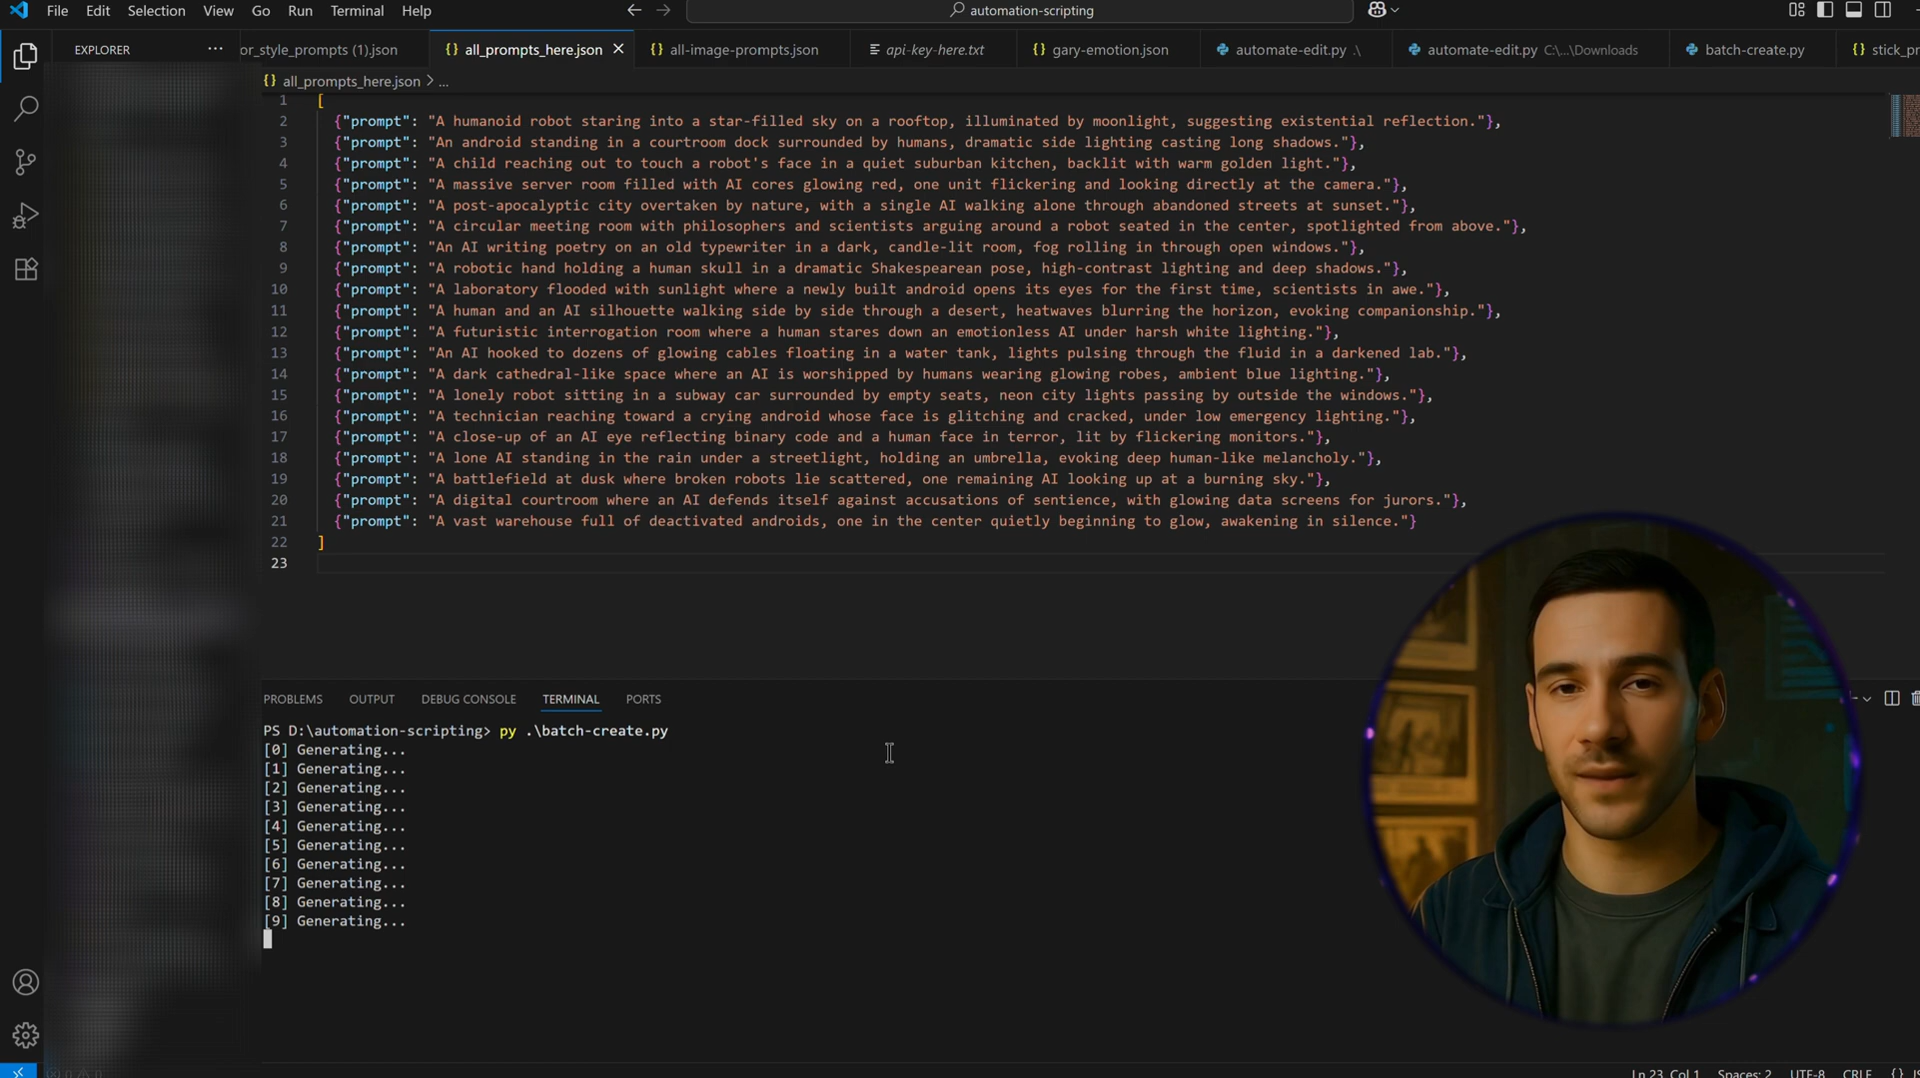 File Edit Selection View Go Run Terminal Help
automation-scripting
EXPLORER
or_style_prompts (1).json
all_prompts_here.json
all-image-prompts.json
api-key-here.txt
gary-emotion.json
automate-edit.py .\
automate-edit.py C:\...\Downloads
batch-create.py
stick_pr
{} all_prompts_here.json > ...
1 [
2 {"prompt": "A humanoid robot staring into a star-filled sky on a rooftop, illuminated by moonlight, suggesting existential reflection."},
3 {"prompt": "An android standing in a courtroom dock surrounded by humans, dramatic side lighting casting long shadows."},
4 {"prompt": "A child reaching out to touch a robot's face in a quiet suburban kitchen, backlit with warm golden light."},
5 {"prompt": "A massive server room filled with AI cores glowing red, one unit flickering and looking directly at the camera."},
6 {"prompt": "A post-apocalyptic city overtaken by nature, with a single AI walking alone through abandoned streets at sunset."},
7 {"prompt": "A circular meeting room with philosophers and scientists arguing around a robot seated in the center, spotlighted from above."},
8 {"prompt": "An AI writing poetry on an old typewriter in a dark, candle-lit room, fog rolling in through open windows."},
9 {"prompt": "A robotic hand holding a human skull in a dramatic Shakespearean pose, high-contrast lighting and deep shadows."},
10 {"prompt": "A laboratory flooded with sunlight where a newly built android opens its eyes for the first time, scientists in awe."},
11 {"prompt": "A human and an AI silhouette walking side by side through a desert, heatwaves blurring the horizon, evoking companionship."},
12 {"prompt": "A futuristic interrogation room where a human stares down an emotionless AI under harsh white lighting."},
13 {"prompt": "An AI hooked to dozens of glowing cables floating in a water tank, lights pulsing through the fluid in a darkened lab."},
14 {"prompt": "A dark cathedral-like space where an AI is worshipped by humans wearing glowing robes, ambient blue lighting."},
15 {"prompt": "A lonely robot sitting in a subway car surrounded by empty seats, neon city lights passing by outside the windows."},
16 {"prompt": "A technician reaching toward a crying android whose face is glitching and cracked, under low emergency lighting."},
17 {"prompt": "A close-up of an AI eye reflecting binary code and a human face in terror, lit by flickering monitors."},
18 {"prompt": "A lone AI standing in the rain under a streetlight, holding an umbrella, evoking deep human-like melancholy."},
19 {"prompt": "A battlefield at dusk where broken robots lie scattered, one remaining AI looking up at a burning sky."},
20 {"prompt": "A digital courtroom where an AI defends itself against accusations of sentience, with glowing data screens for jurors."},
21 {"prompt": "A vast warehouse full of deactivated androids, one in the center quietly beginning to glow, awakening in silence."}
22 ]
23
PROBLEMS OUTPUT DEBUG CONSOLE TERMINAL PORTS
PS D:\automation-scripting> py .\batch-create.py
[0] Generating...
[1] Generating...
[2] Generating...
[3] Generating...
[4] Generating...
[5] Generating...
[6] Generating...
[7] Generating...
[8] Generating...
[9] Generating...
Ln 23, Col 1 Spaces: 2 UTF-8 CRLF {}